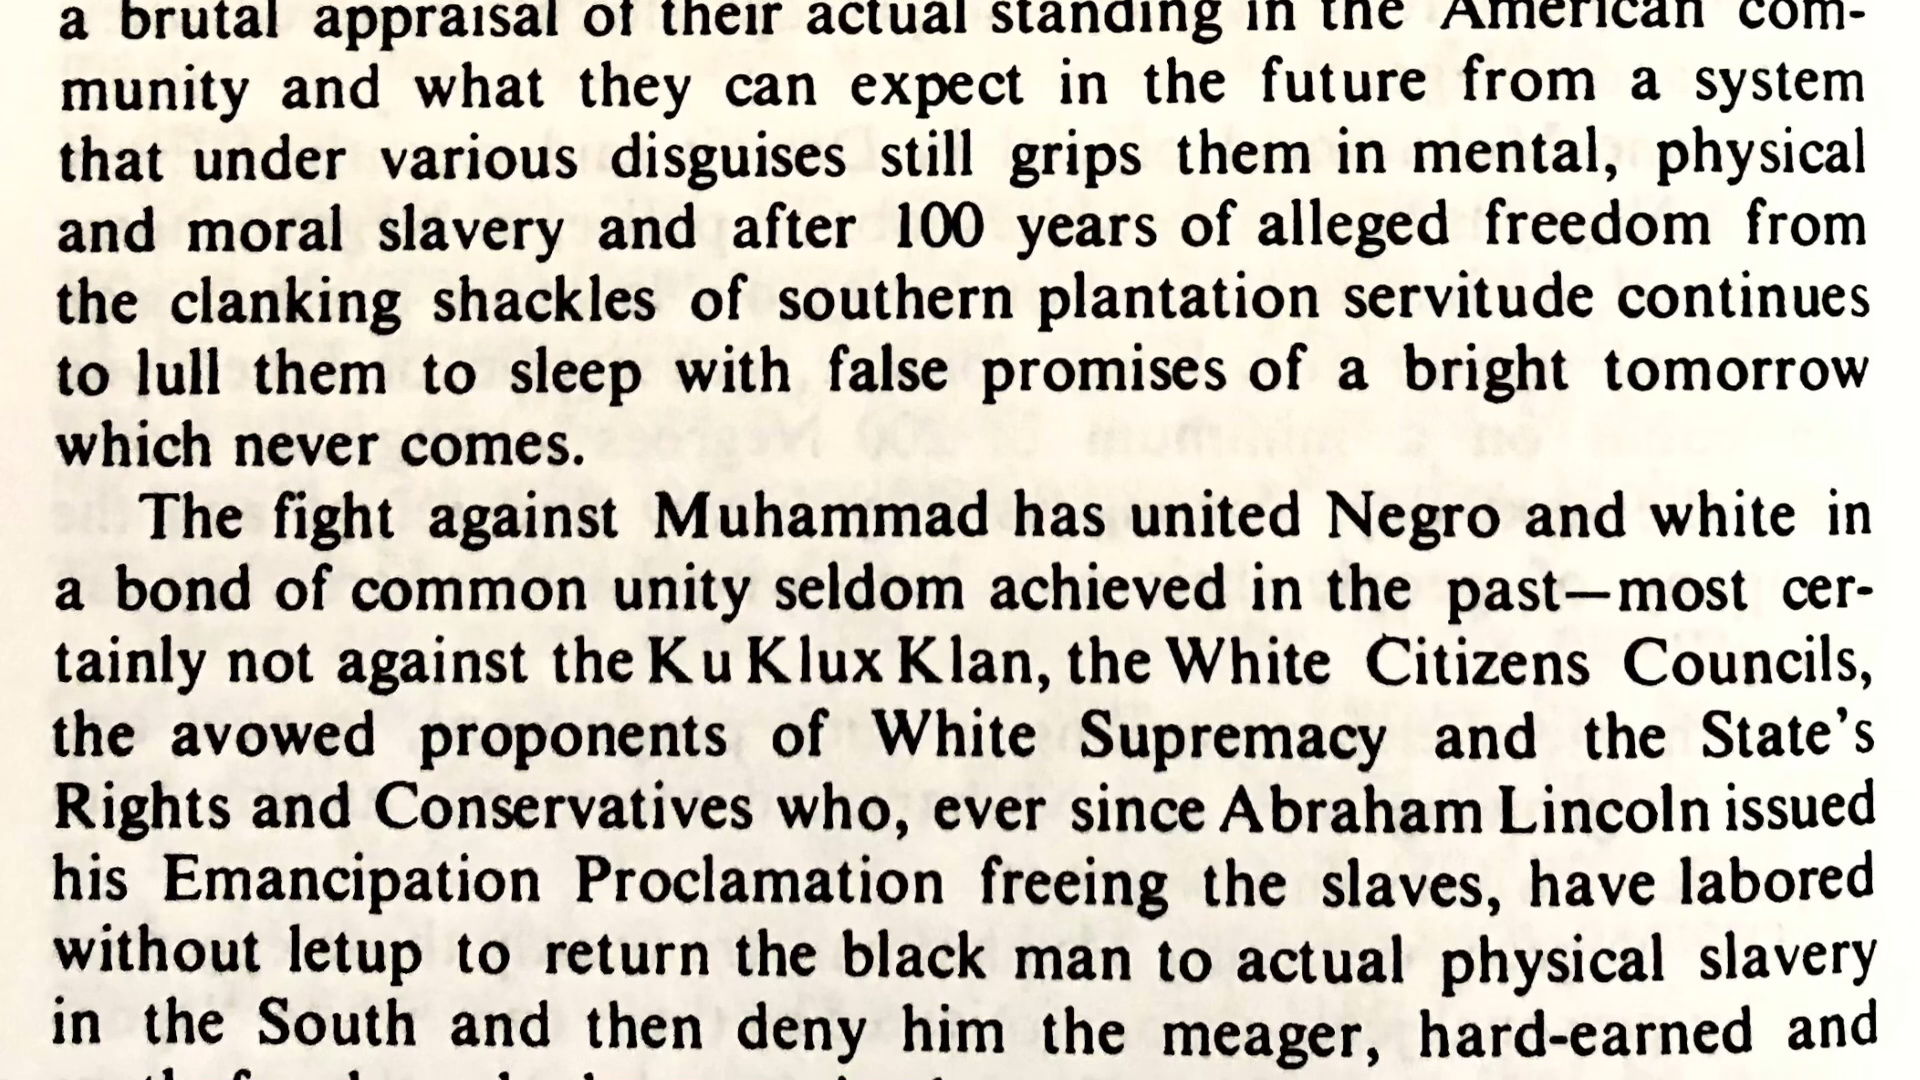 a brutal appraisal of their actual standing in the American com-
munity and what they can expect in the future from a system
that under various disguises still grips them in mental, physical
and moral slavery and after 100 years of alleged freedom from
the clanking shackles of southern plantation servitude continues
to lull them to sleep with false promises of a bright tomorrow
which never comes.
The fight against Muhammad has united Negro and white in
a bond of common unity seldom achieved in the past—most cer-
tainly not against the Ku Klux Klan, the White Citizens Councils,
the avowed proponents of White Supremacy and the State's
Rights and Conservatives who, ever since Abraham Lincoln issued
his Emancipation Proclamation freeing the slaves, have labored
without letup to return the black man to actual physical slavery
in the South and then deny him the meager, hard-earned and